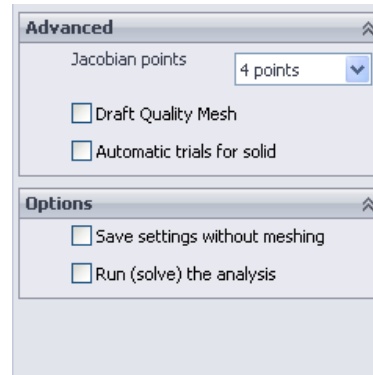 Advanced
Jacobian points 4 points
Draft Quality Mesh
Automatic trials for solid
Options
Save settings without meshing
Run (solve) the analysis